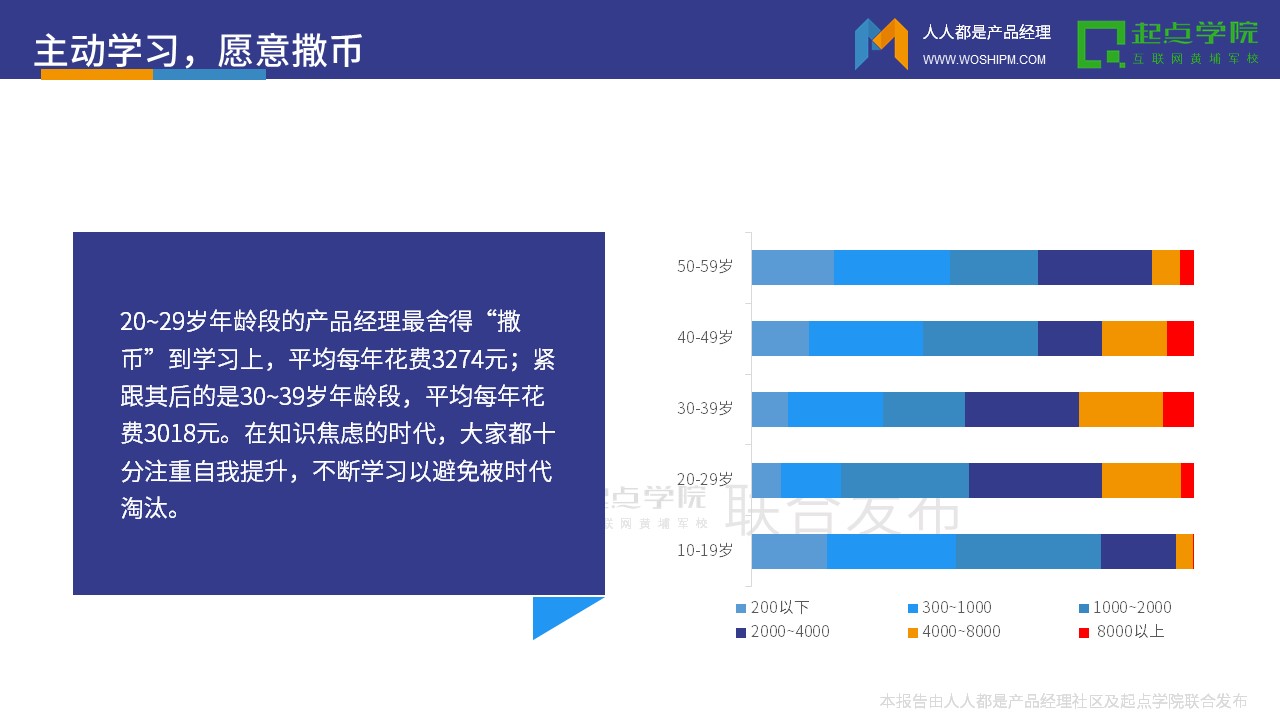 主动学习，愿意撒币
人人都是产品经理
WWW.WOSHIPM.COM
起点学院
互联网黄埔军校
20~29岁年龄段的产品经理最舍得“撒
币”到学习上，平均每年花费3274元；紧
跟其后的是30~39岁年龄段，平均每年花
费3018元。在知识焦虑的时代，大家都十
分注重自我提升，不断学习以避免被时代
淘汰。
50-59岁
40-49岁
30-39岁
20-29岁
10-19岁
点学院
联网黄埔军校
联合发布
200以下
300~1000
1000~2000
2000~4000
4000~8000
8000以上
本报告由人人都是产品经理社区及起点学院联合发布